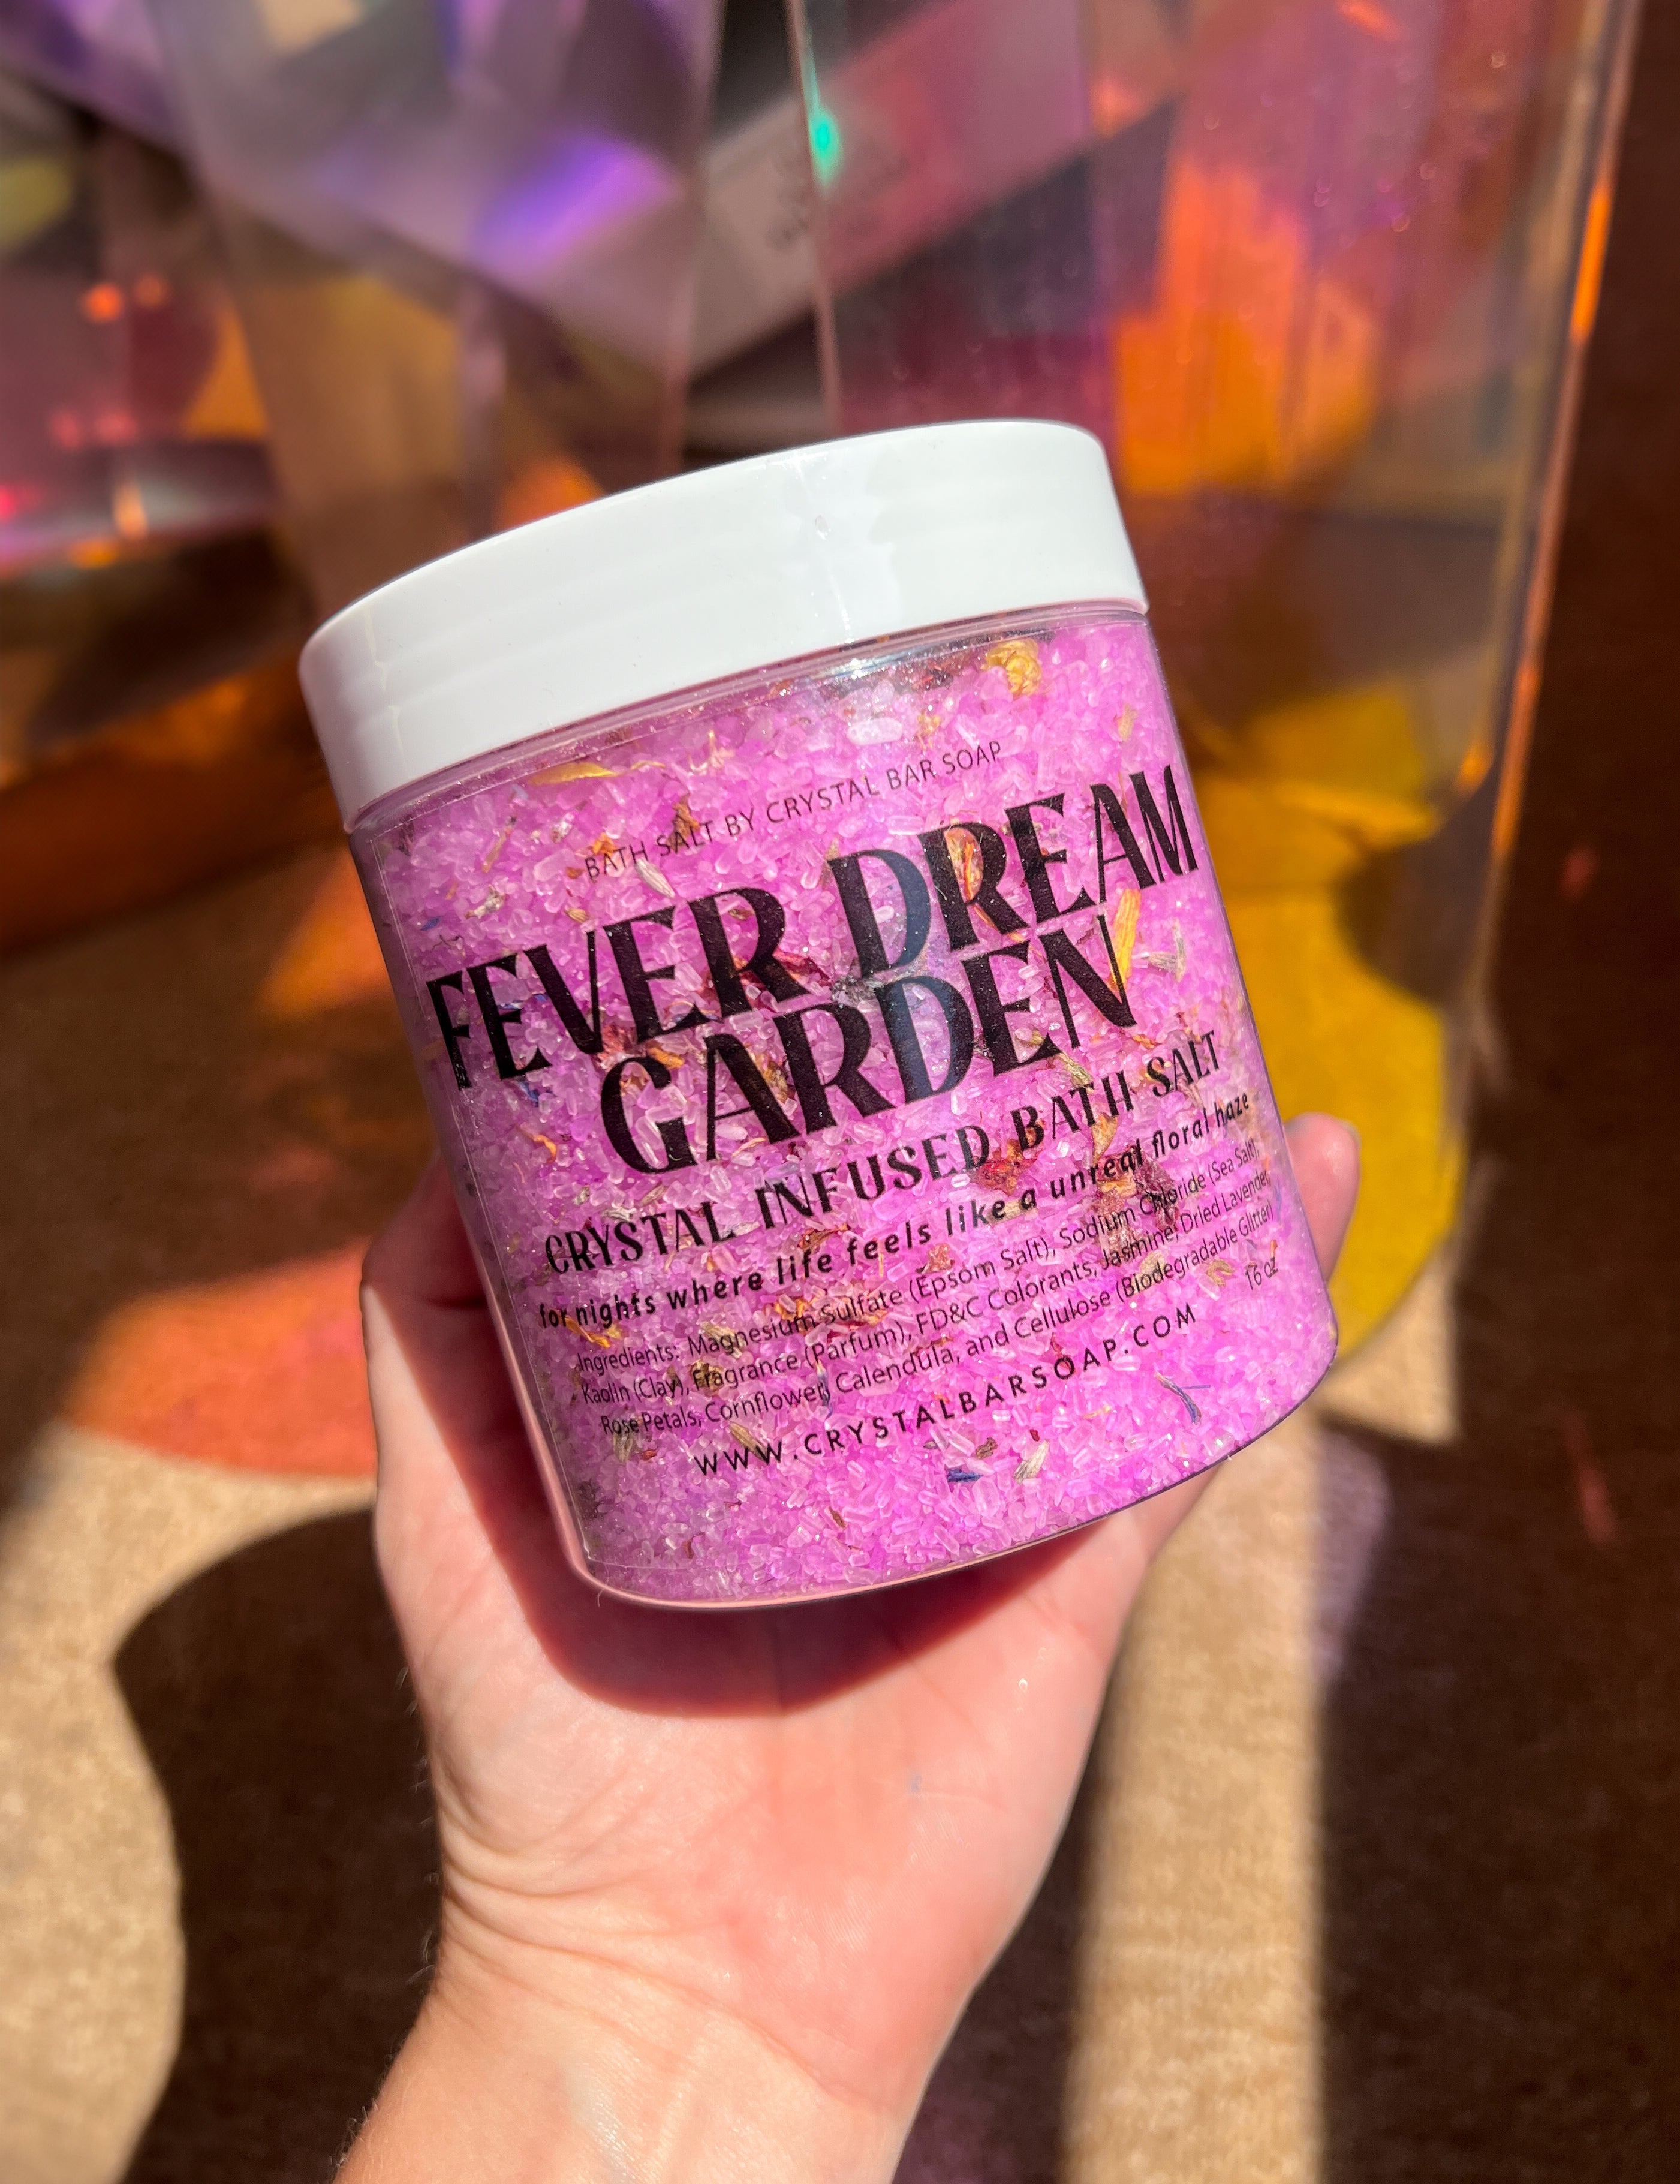 BATH SALT BY CRYSTAL BAR SOAP
FEVER DREAM
GARDEN
CRYSTAL INFUSED BATH SALT
for nights where life feels like a unreal floral haze
Ingredients: Magnesium Sulfate (Epsom Salt), Sodium Chloride (Sea Salt),
Kaolin (Clay), Fragrance (Parfum), FD&C Colorants, Jasmine, Dried Lavender,
Rose Petals, Cornflower, Calendula, and Cellulose (Biodegradable Glitter)
16 oz
WWW.CRYSTALBARSOAP.COM